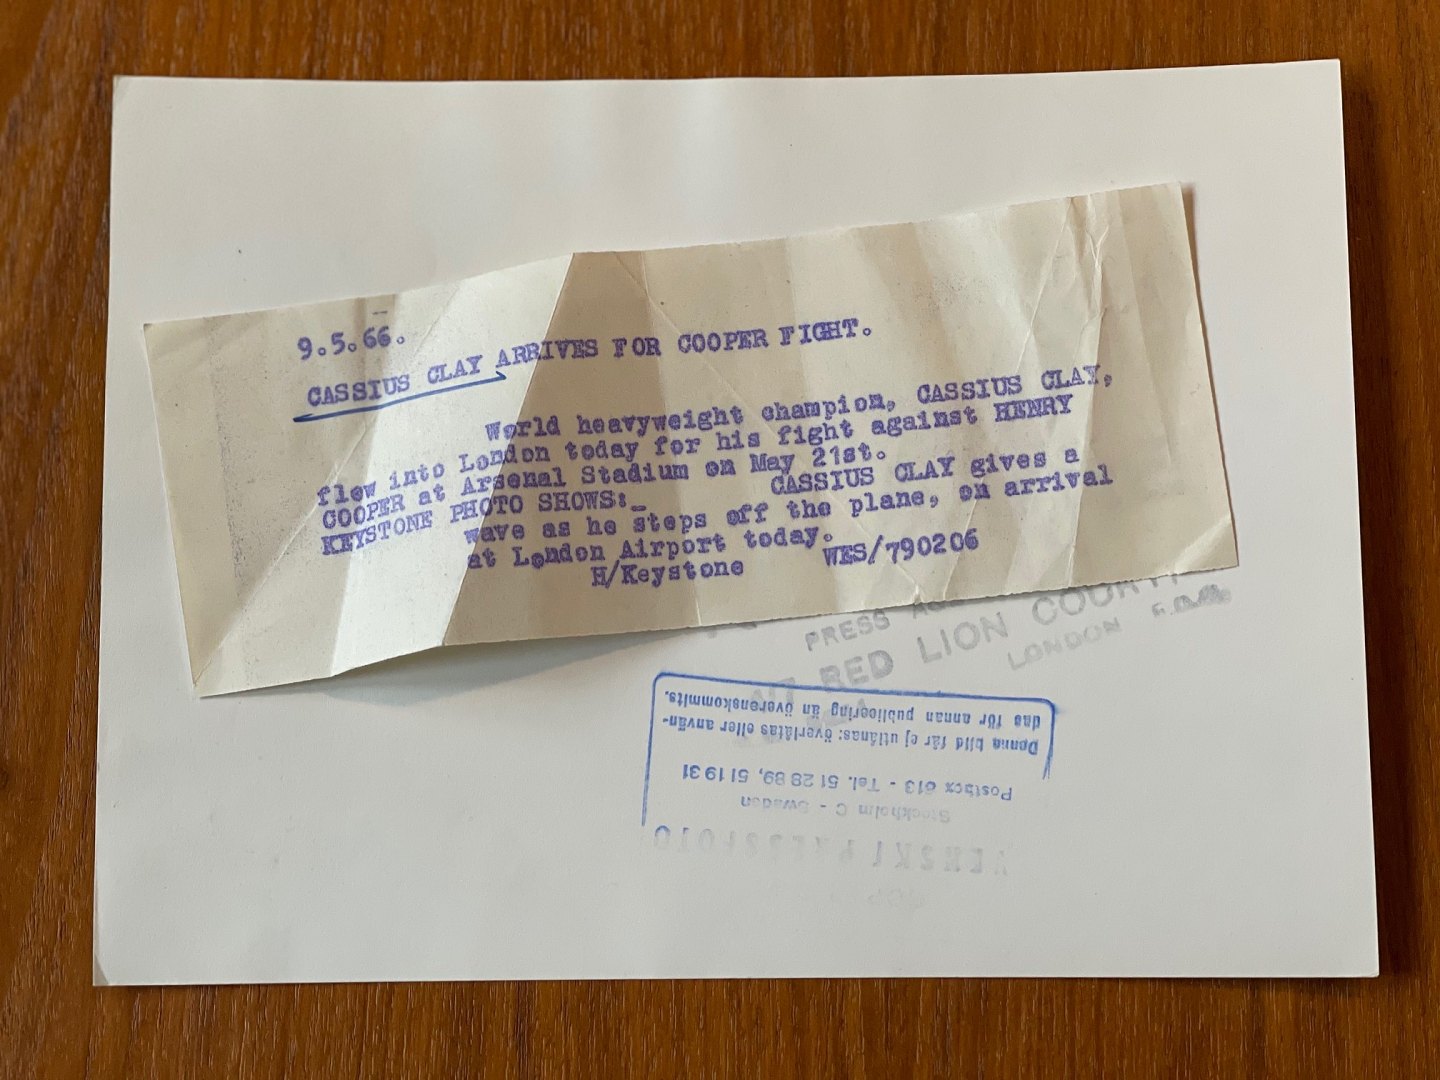 9.5.66.
CASSIUS CLAY ARRIVES FOR COOPER FIGHT.
World heavyweight champion, CASSIUS CLAY,
flew into London today for his fight against HENRY
COOPER at Arsenal Stadium on May 21st.
KEYSTONE PHOTO SHOWS:_ CASSIUS CLAY gives a
wave as he steps off the plane, on arrival
at London Airport today.
H/Keystone WES/790206
PRESS
RED LION COURT
LONDON
Stockholm C - Sweden
Postbox 613 - Tel. 51 28 89, 51 19 31
Denna bild får ej utlånas; överlåtas eller använ-
das för annan publicering än överenskommits.